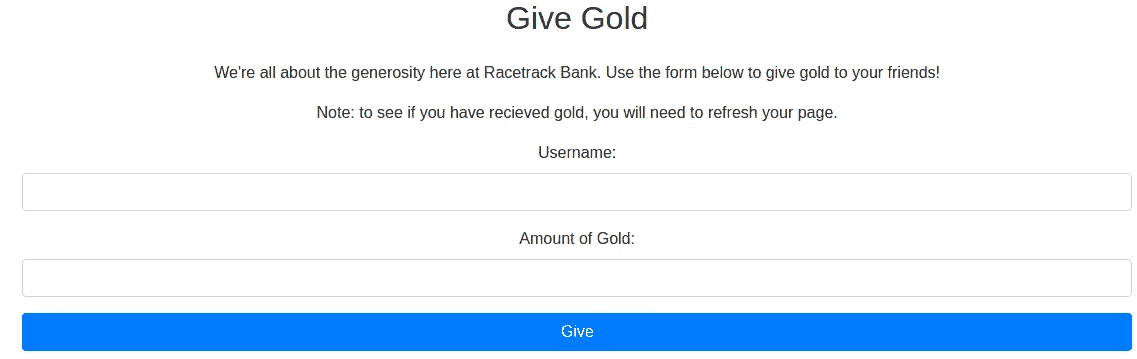 Give Gold
We're all about the generosity here at Racetrack Bank. Use the form below to give gold to your friends!
Note: to see if you have recieved gold, you will need to refresh your page.
Username:
Amount of Gold:
Give